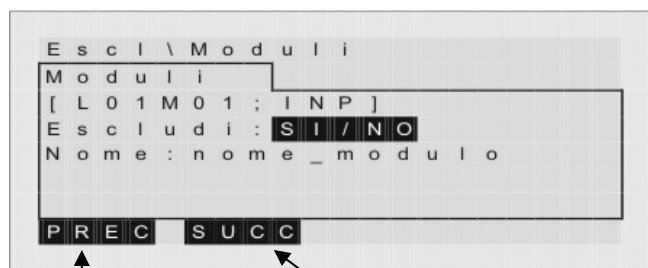 Escl\Moduli
Moduli
[L01M01;INP]
Escludi:SI/NO
Nome:nome_modulo
PREC SUCC